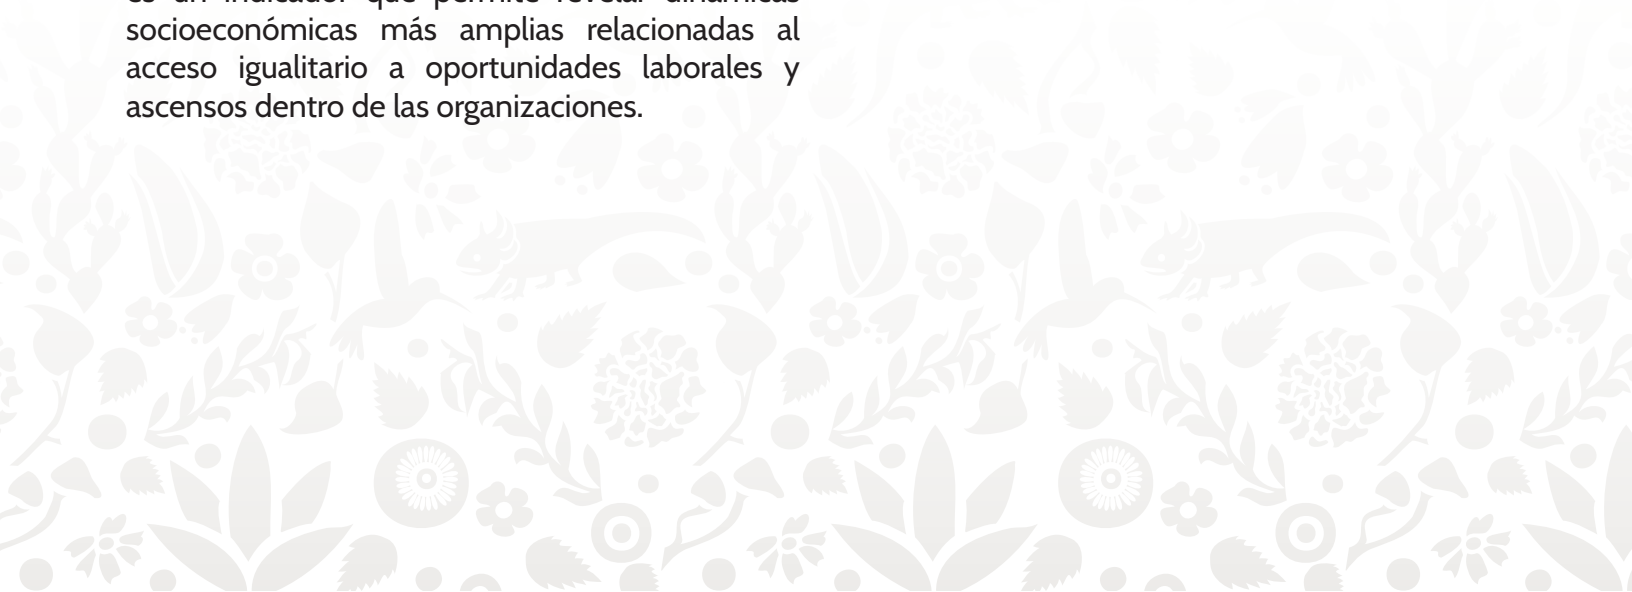 es un indicador que permite revelar dinámicas
socioeconómicas más amplias relacionadas al
acceso igualitario a oportunidades laborales y
ascensos dentro de las organizaciones.